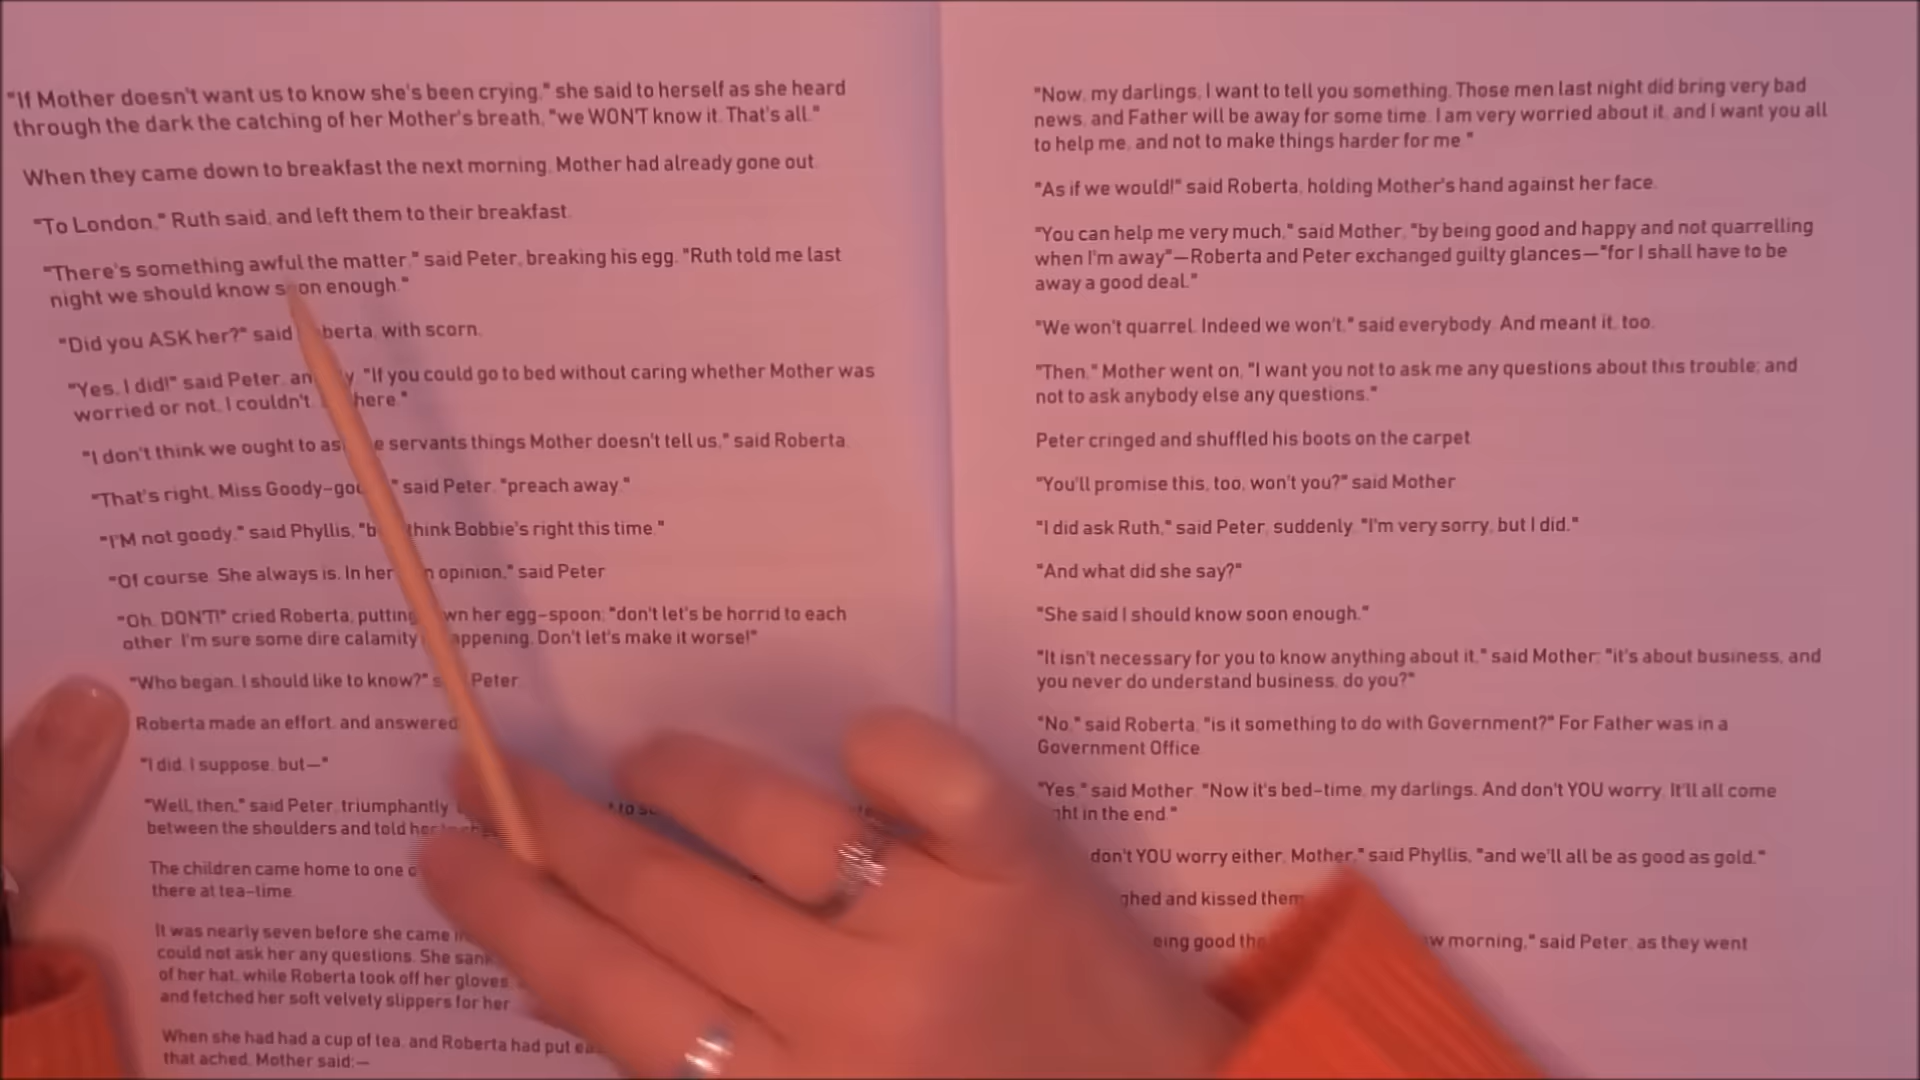 "If Mother doesn't want us to know she's been crying," she said to herself as she heard
through the dark the catching of her Mother's breath, "we WON'T know it. That's all."
When they came down to breakfast the next morning, Mother had already gone out.
"To London," Ruth said, and left them to their breakfast.
"There's something awful the matter," said Peter, breaking his egg. "Ruth told me last
night we should know soon enough."
"Did you ASK her?" said Roberta, with scorn.
"Yes, I did!" said Peter, "If you could go to bed without caring whether Mother was
worried or not, I couldn't. here."
"I don't think we ought to servants things Mother doesn't tell us," said Roberta.
"That's right, Miss said Peter, "preach away."
"I'M not goody," said Phyllis, think Bobbie's right this time."
"Of course. She always is. In her opinion," said Peter.
"Oh, DON'T!" cried Roberta, putting her egg-spoon; "don't let's be horrid to each
other. I'm sure some dire calamity Don't let's make it worse!"
"Who began, I should like to know?" Peter.
Roberta made an effort, and answered
"I did, I suppose, but—"
"Well, then," said Peter, triumphantly
between the shoulders and told
The children came home to one
there at tea-time.
It was nearly seven before she came
could not ask her any questions. She
of her hat, while Roberta took off her gloves,
and fetched her soft velvety slippers for her
When she had had a cup of tea, and Roberta had put
that ached, Mother said:—
"Now, my darlings, I want to tell you something. Those men last night did bring very bad
news, and Father will be away for some time. I am very worried about it, and I want you all
to help me, and not to make things harder for me."
"As if we would!" said Roberta, holding Mother's hand against her face.
"You can help me very much," said Mother, "by being good and happy and not quarrelling
when I'm away"—Roberta and Peter exchanged guilty glances—"for I shall have to be
away a good deal."
"We won't quarrel. Indeed we won't," said everybody. And meant it, too.
"Then," Mother went on, "I want you not to ask me any questions about this trouble; and
not to ask anybody else any questions."
Peter cringed and shuffled his boots on the carpet.
"You'll promise this, too, won't you?" said Mother.
"I did ask Ruth," said Peter, suddenly. "I'm very sorry, but I did."
"And what did she say?"
"She said I should know soon enough."
"It isn't necessary for you to know anything about it," said Mother; "it's about business, and
you never do understand business, do you?"
"No," said Roberta, "is it something to do with Government?" For Father was in a
Government Office.
"Yes," said Mother. "Now it's bed-time, my darlings. And don't YOU worry. It'll all come
in the end."
don't YOU worry either, Mother," said Phyllis, "and we'll all be as good as gold."
and kissed them
good morning," said Peter, as they went